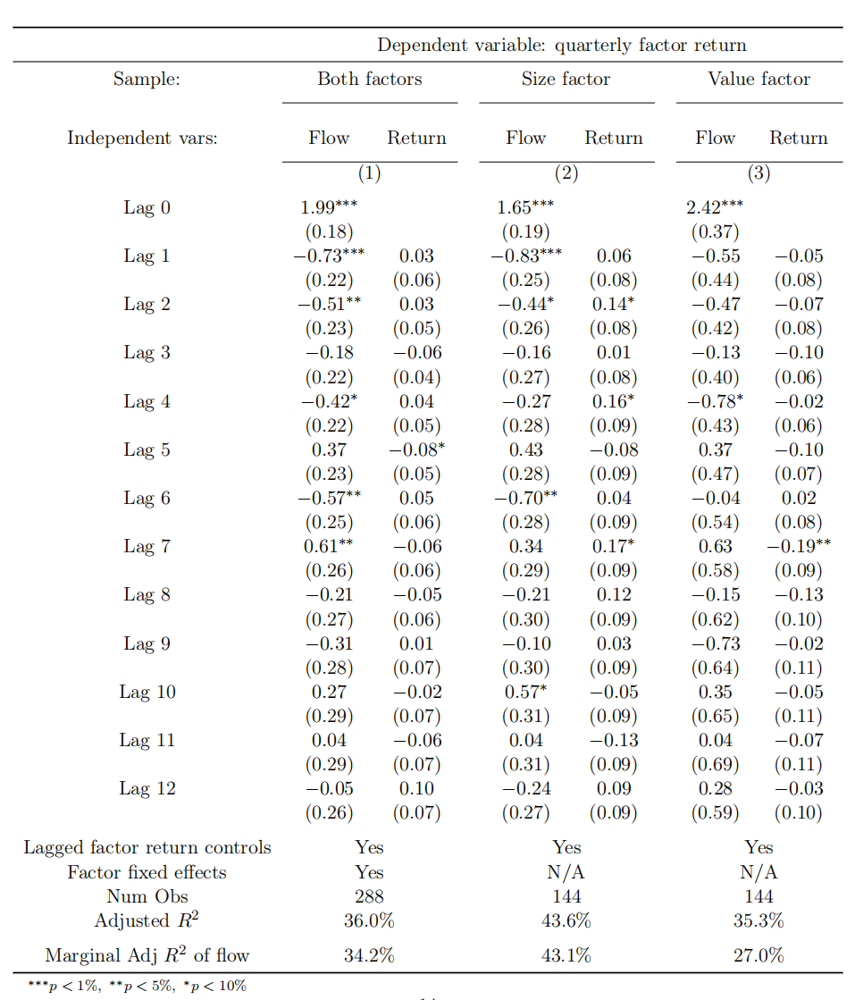 Dependent variable: quarterly factor return
Sample: Both factors Size factor Value factor
Independent vars: Flow Return Flow Return Flow Return
(1) (2) (3)
Lag 0 1.99*** 1.65*** 2.42***
(0.18) (0.19) (0.37)
Lag 1 −0.73*** 0.03 −0.83*** 0.06 −0.55 −0.05
(0.22) (0.06) (0.25) (0.08) (0.44) (0.08)
Lag 2 −0.51** 0.03 −0.44* 0.14* −0.47 −0.07
(0.23) (0.05) (0.26) (0.08) (0.42) (0.08)
Lag 3 −0.18 −0.06 −0.16 0.01 −0.13 −0.10
(0.22) (0.04) (0.27) (0.08) (0.40) (0.06)
Lag 4 −0.42* 0.04 −0.27 0.16* −0.78* −0.02
(0.22) (0.05) (0.28) (0.09) (0.43) (0.06)
Lag 5 0.37 −0.08* 0.43 −0.08 0.37 −0.10
(0.23) (0.05) (0.28) (0.09) (0.47) (0.07)
Lag 6 −0.57** 0.05 −0.70** 0.04 −0.04 0.02
(0.25) (0.06) (0.28) (0.09) (0.54) (0.08)
Lag 7 0.61** −0.06 0.34 0.17* 0.63 −0.19**
(0.26) (0.06) (0.29) (0.09) (0.58) (0.09)
Lag 8 −0.21 −0.05 −0.21 0.12 −0.15 −0.13
(0.27) (0.06) (0.30) (0.09) (0.62) (0.10)
Lag 9 −0.31 0.01 −0.10 0.03 −0.73 −0.02
(0.28) (0.07) (0.30) (0.09) (0.64) (0.11)
Lag 10 0.27 −0.02 0.57* −0.05 0.35 −0.05
(0.29) (0.07) (0.31) (0.09) (0.65) (0.11)
Lag 11 0.04 −0.06 0.04 −0.13 0.04 −0.07
(0.29) (0.07) (0.31) (0.09) (0.69) (0.11)
Lag 12 −0.05 0.10 −0.24 0.09 0.28 −0.03
(0.26) (0.07) (0.27) (0.09) (0.59) (0.10)
Lagged factor return controls Yes Yes Yes
Factor fixed effects Yes N/A N/A
Num Obs 288 144 144
Adjusted R² 36.0% 43.6% 35.3%
Marginal Adj R² of flow 34.2% 43.1% 27.0%
***p < 1%, **p < 5%, *p < 10%